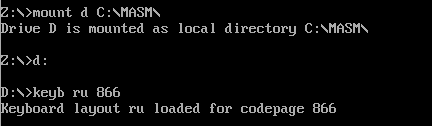 Z:\>mount d C:\MASM\
Drive D is mounted as local directory C:\MASM\
Z:\>d:
D:\>keyb ru 866
Keyboard layout ru loaded for codepage 866